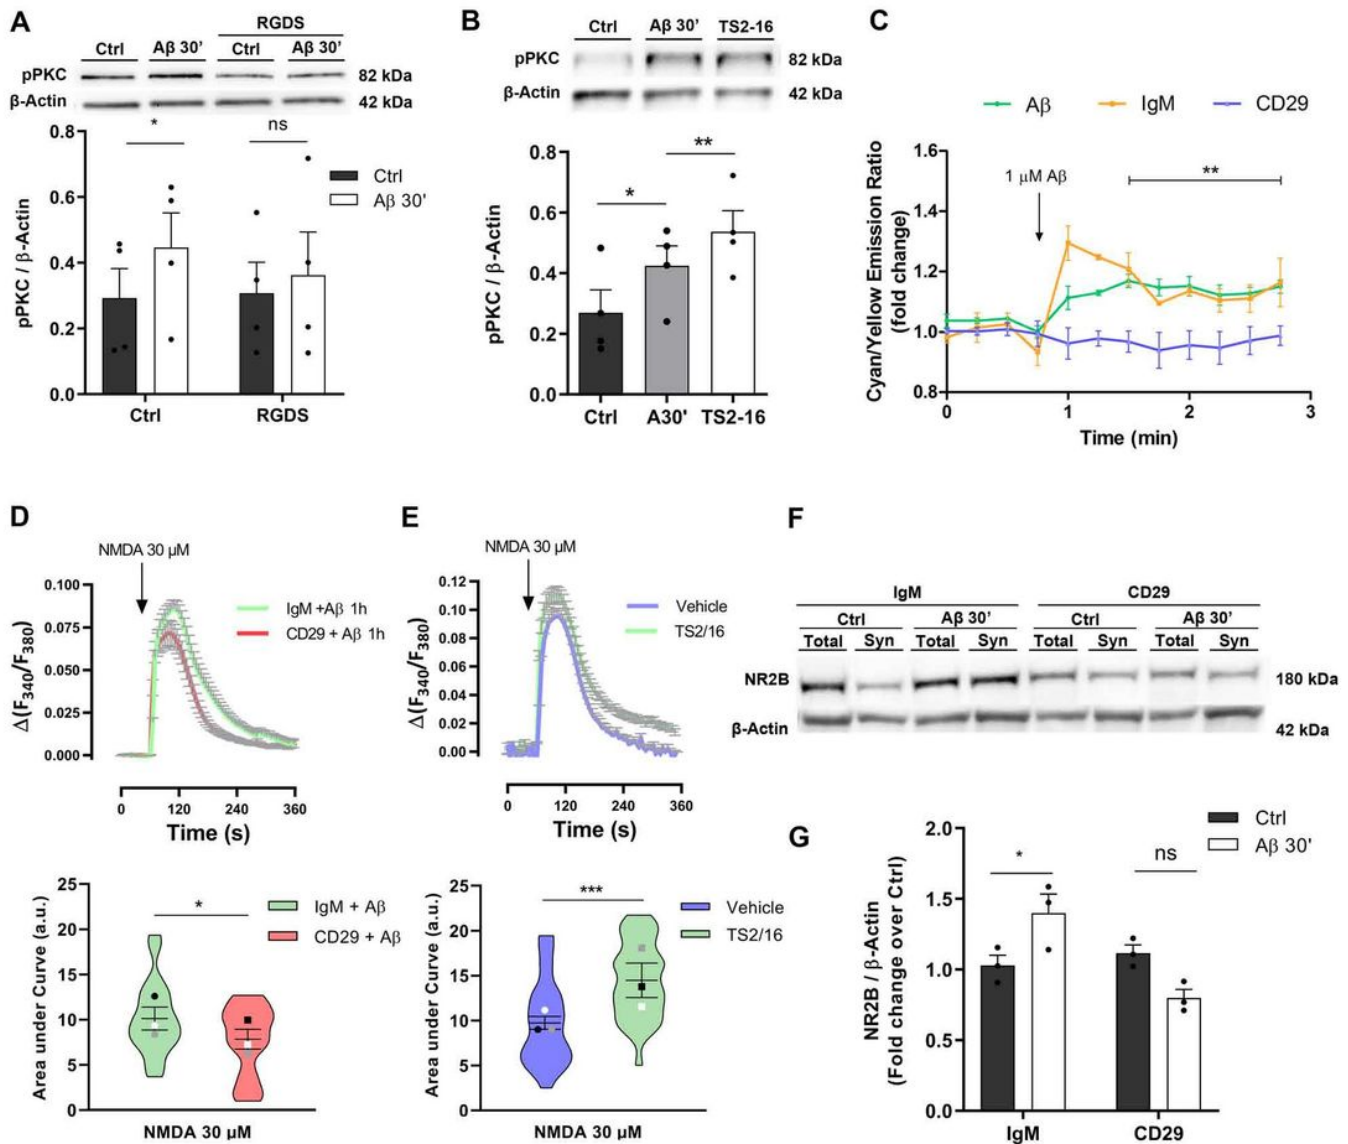 A
RGDS
Ctrl Aβ 30' Ctrl Aβ 30'
pPKC 82 kDa
β-Actin 42 kDa
* ns
Ctrl
Aβ 30'
pPKC / β-Actin
0.8
0.6
0.4
0.2
0.0
Ctrl RGDS
B
Ctrl Aβ 30' TS2-16
pPKC 82 kDa
β-Actin 42 kDa
**
*
pPKC / β-Actin
0.8
0.6
0.4
0.2
0.0
Ctrl A30' TS2-16
C
Aβ IgM CD29
1 μM Aβ
**
Cyan/Yellow Emission Ratio
(fold change)
1.6
1.4
1.2
1.0
0.8
0 1 2 3
Time (min)
D
NMDA 30 μM
IgM +Aβ 1h
CD29 + Aβ 1h
Δ(F340/F380)
0.100
0.075
0.050
0.025
0.000
0 120 240 360
Time (s)
*
IgM + Aβ
CD29 + Aβ
Area under Curve (a.u.)
25
20
15
10
5
0
NMDA 30 μM
E
NMDA 30 μM
Vehicle
TS2/16
Δ(F340/F380)
0.12
0.10
0.08
0.06
0.04
0.02
0.00
0 120 240 360
Time (s)
***
Vehicle
TS2/16
Area under Curve (a.u.)
25
20
15
10
5
0
NMDA 30 μM
F
IgM CD29
Ctrl Aβ 30' Ctrl Aβ 30'
Total Syn Total Syn Total Syn Total Syn
NR2B 180 kDa
β-Actin 42 kDa
G
Ctrl
Aβ 30'
* ns
NR2B / β-Actin
(Fold change over Ctrl)
2.0
1.5
1.0
0.5
0.0
IgM CD29